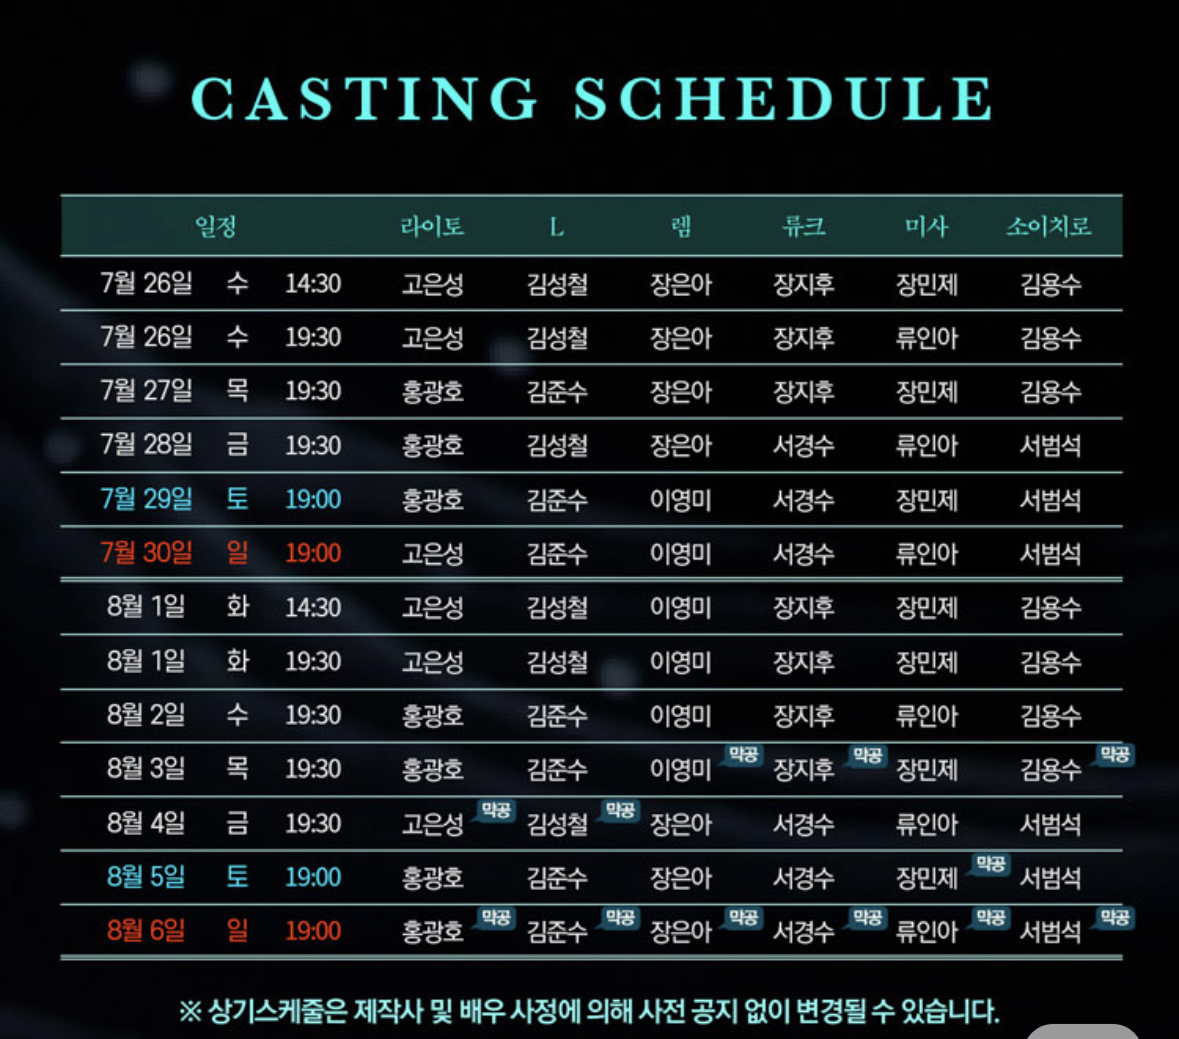 CASTING SCHEDULE
일정 라이토 L 렘 류크 미사 소이치로
7월 26일 수 14:30 고은성 김성철 장은아 장지후 장민제 김용수
7월 26일 수 19:30 고은성 김성철 장은아 장지후 류인아 김용수
7월 27일 목 19:30 홍광호 김준수 장은아 장지후 장민제 김용수
7월 28일 금 19:30 홍광호 김성철 장은아 서경수 류인아 서범석
7월 29일 토 19:00 홍광호 김준수 이영미 서경수 장민제 서범석
7월 30일 일 19:00 고은성 김준수 이영미 서경수 류인아 서범석
8월 1일 화 14:30 고은성 김성철 이영미 장지후 장민제 김용수
8월 1일 화 19:30 고은성 김성철 이영미 장지후 장민제 김용수
8월 2일 수 19:30 홍광호 김준수 이영미 장지후 류인아 김용수
8월 3일 목 19:30 홍광호 김준수 이영미 막공 장지후 막공 장민제 김용수 막공
8월 4일 금 19:30 고은성 막공 김성철 막공 장은아 서경수 류인아 서범석
8월 5일 토 19:00 홍광호 김준수 장은아 서경수 장민제 막공 서범석
8월 6일 일 19:00 홍광호 막공 김준수 막공 장은아 막공 서경수 막공 류인아 막공 서범석 막공
※ 상기스케줄은 제작사 및 배우 사정에 의해 사전 공지 없이 변경될 수 있습니다.